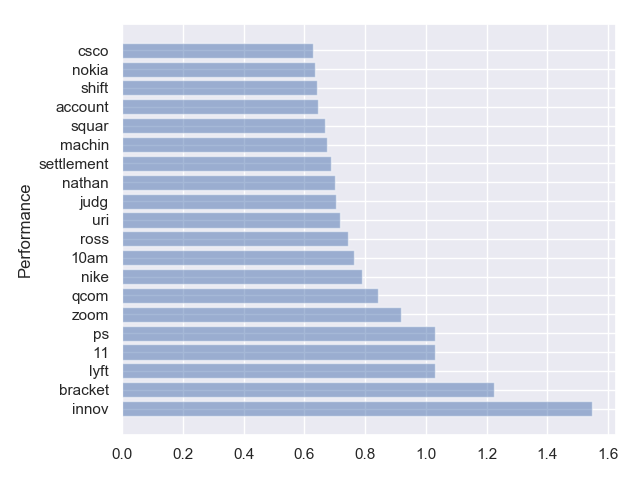 csco
nokia
shift
account
squar
machin
settlement
nathan
judg
uri
ross
10am
nike
qcom
zoom
ps
11
lyft
bracket
innov
Performance
0.0 0.2 0.4 0.6 0.8 1.0 1.2 1.4 1.6